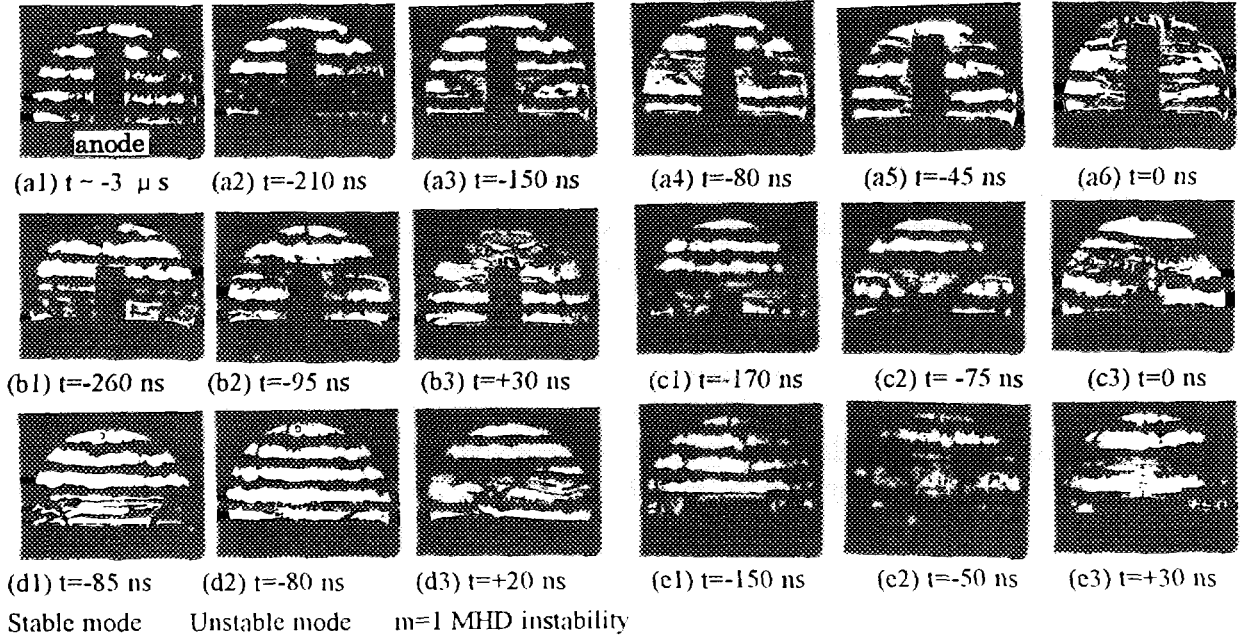 anode
(a1) t ~ -3 μ s (a2) t=-210 ns (a3) t=-150 ns (a4) t=-80 ns (a5) t=-45 ns (a6) t=0 ns
(b1) t=-260 ns (b2) t=-95 ns (b3) t=+30 ns (c1) t=-170 ns (c2) t= -75 ns (c3) t=0 ns
(d1) t=-85 ns (d2) t=-80 ns (d3) t=+20 ns (e1) t=-150 ns (e2) t=-50 ns (e3) t=+30 ns
Stable mode Unstable mode m=1 MHD instability